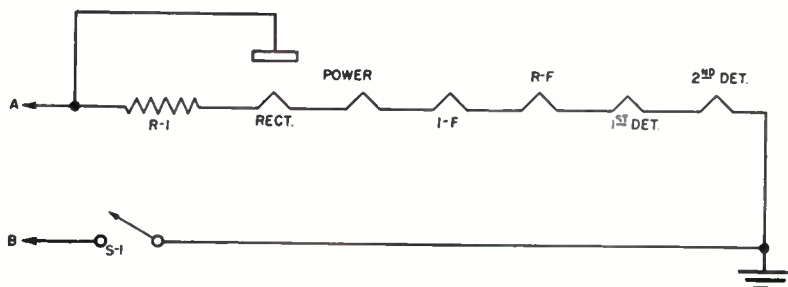 POWER
R-F
2ND DET.
A
R-1
RECT.
I-F
1ST DET.
B
S-1